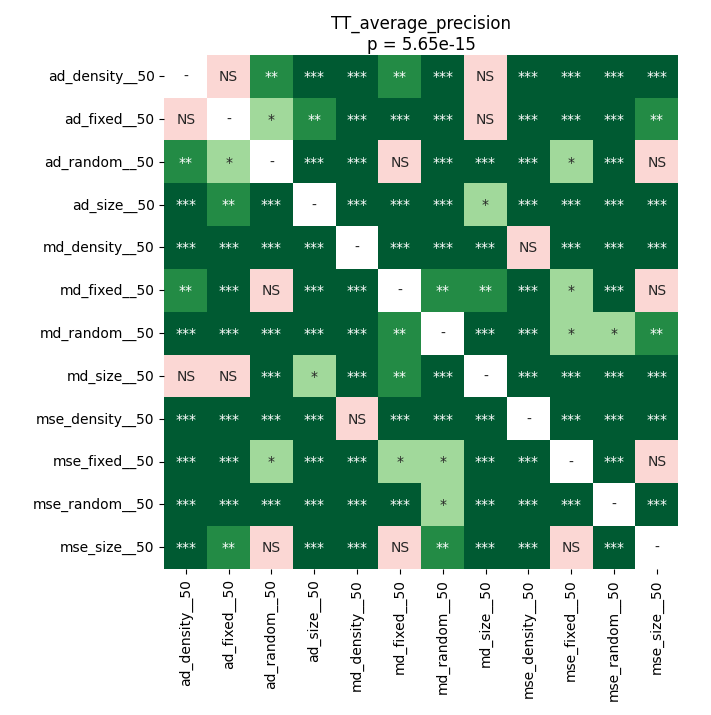 TT_average_precision
p = 5.65e-15
ad_density__50 - NS ** *** *** ** *** NS *** *** *** ***
ad_fixed__50 NS - * ** *** *** *** NS *** *** *** **
ad_random__50 ** * - *** *** NS *** *** *** * *** NS
ad_size__50 *** ** *** - *** *** *** * *** *** *** ***
md_density__50 *** *** *** *** - *** *** *** NS *** *** ***
md_fixed__50 ** *** NS *** *** - ** ** *** * *** NS
md_random__50 *** *** *** *** *** ** - *** *** * * **
md_size__50 NS NS *** * *** ** *** - *** *** *** ***
mse_density__50 *** *** *** *** NS *** *** *** - *** *** ***
mse_fixed__50 *** *** * *** *** * * *** *** - *** NS
mse_random__50 *** *** *** *** *** *** * *** *** *** - ***
mse_size__50 *** ** NS *** *** NS ** *** *** NS *** -
ad_density__50
ad_fixed__50
ad_random__50
ad_size__50
md_density__50
md_fixed__50
md_random__50
md_size__50
mse_density__50
mse_fixed__50
mse_random__50
mse_size__50